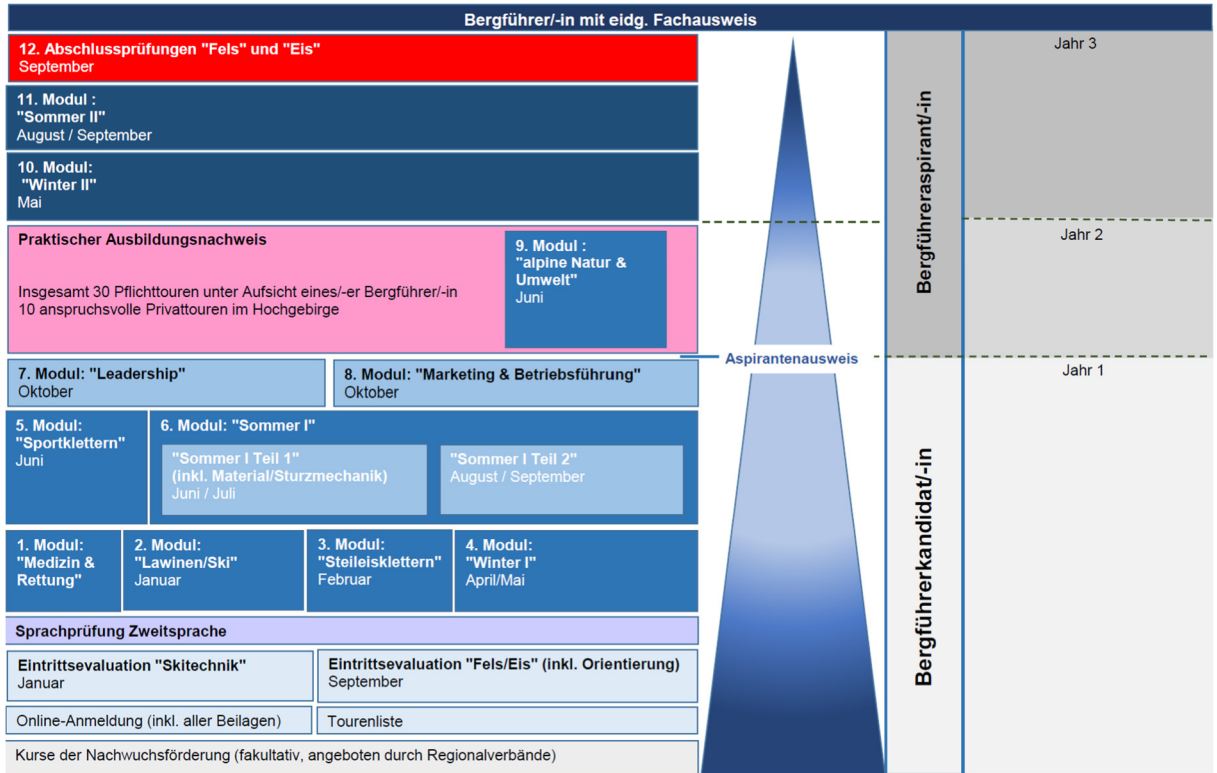 Bergführer/-in mit eidg. Fachausweis
12. Abschlussprüfungen "Fels" und "Eis"
September
11. Modul :
"Sommer II"
August / September
10. Modul:
"Winter II"
Mai
Praktischer Ausbildungsnachweis
Insgesamt 30 Pflichttouren unter Aufsicht eines/-er Bergführer/-in
10 anspruchsvolle Privattouren im Hochgebirge
9. Modul :
"alpine Natur &
Umwelt"
Juni
7. Modul: "Leadership"
Oktober
8. Modul: "Marketing & Betriebsführung"
Oktober
5. Modul:
"Sportklettern"
Juni
6. Modul: "Sommer I"
"Sommer I Teil 1"
(inkl. Material/Sturzmechanik)
Juni / Juli
"Sommer I Teil 2"
August / September
1. Modul:
"Medizin &
Rettung"
2. Modul:
"Lawinen/Ski"
Januar
3. Modul:
"Steileisklettern"
Februar
4. Modul:
"Winter I"
April/Mai
Sprachprüfung Zweitsprache
Eintrittsevaluation "Skitechnik"
Januar
Eintrittsevaluation "Fels/Eis" (inkl. Orientierung)
September
Online-Anmeldung (inkl. aller Beilagen)
Tourenliste
Kurse der Nachwuchsförderung (fakultativ, angeboten durch Regionalverbände)
Aspirantenausweis
Bergführeraspirant/-in
Bergführerkandidat/-in
Jahr 3
Jahr 2
Jahr 1